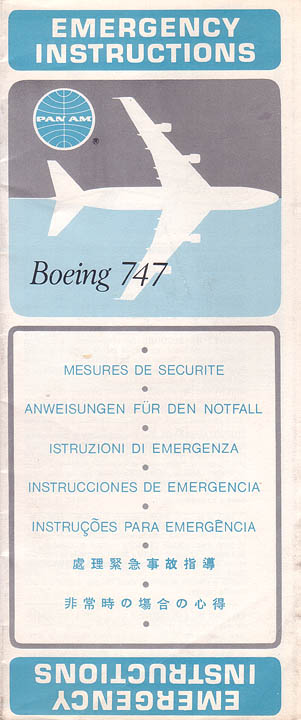 EMERGENCY
INSTRUCTIONS
PAN AM
®
Boeing 747
MESURES DE SECURITE
ANWEISUNGEN FÜR DEN NOTFALL
ISTRUZIONI DI EMERGENZA
INSTRUCCIONES DE EMERGENCIA
INSTRUÇÕES PARA EMERGÊNCIA
處理緊急事故指導
非常時の場合の心得
EMERGENCY
INSTRUCTIONS